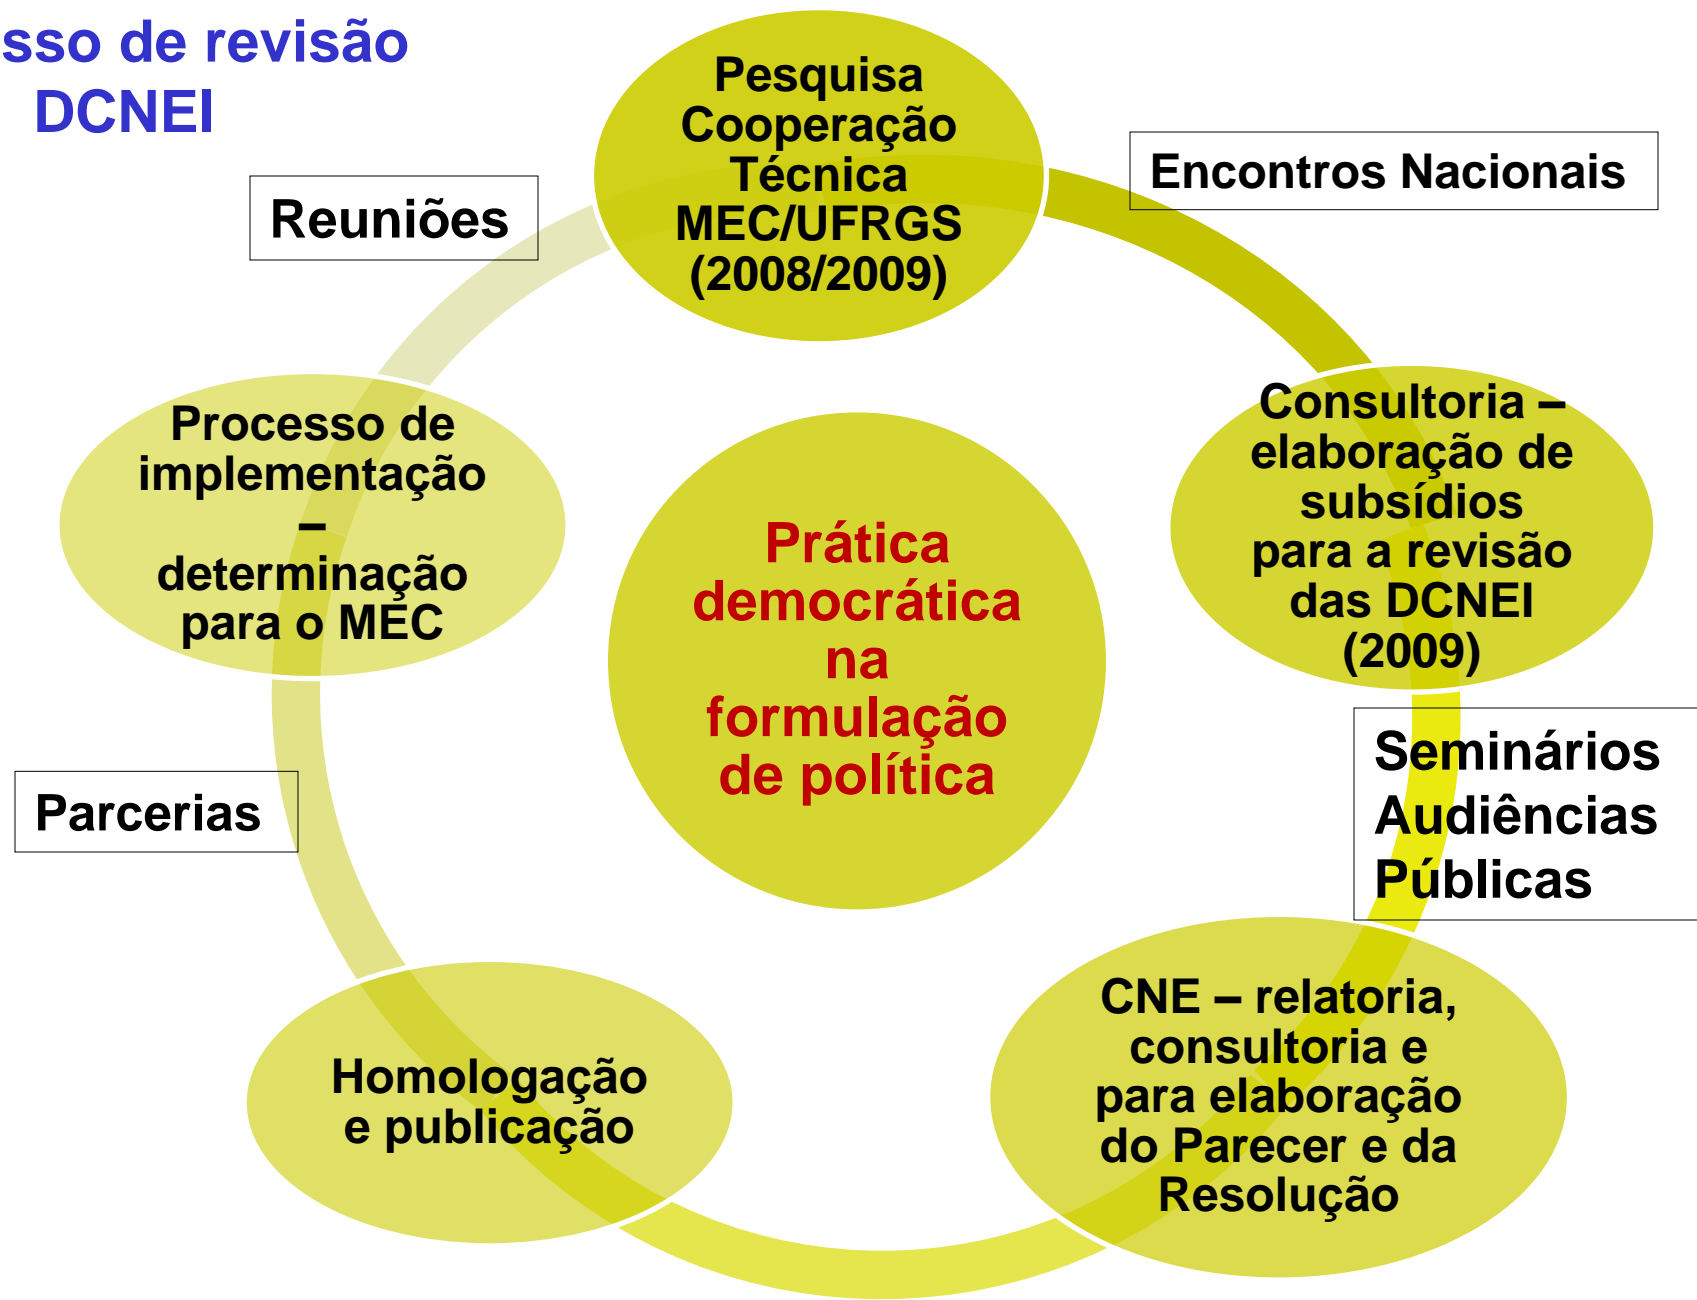 sso de revisão
DCNEI
Pesquisa
Cooperação
Técnica
MEC/UFRGS
(2008/2009)
Encontros Nacionais
Reuniões
Consultoria –
elaboração de
subsídios
para a revisão
das DCNEI
(2009)
Processo de
implementação
–
determinação
para o MEC
Prática
democrática
na
formulação
de política
Seminários
Audiências
Públicas
Parcerias
CNE – relatoria,
consultoria e
para elaboração
do Parecer e da
Resolução
Homologação
e publicação